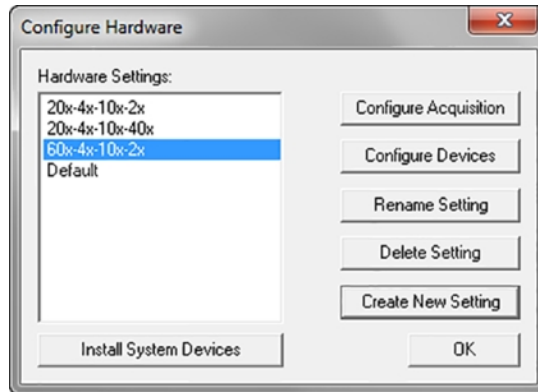 Configure Hardware
Hardware Settings:
20x-4x-10x-2x
20x-4x-10x-40x
60x-4x-10x-2x
Default
Configure Acquisition
Configure Devices
Rename Setting
Delete Setting
Create New Setting
Install System Devices
OK